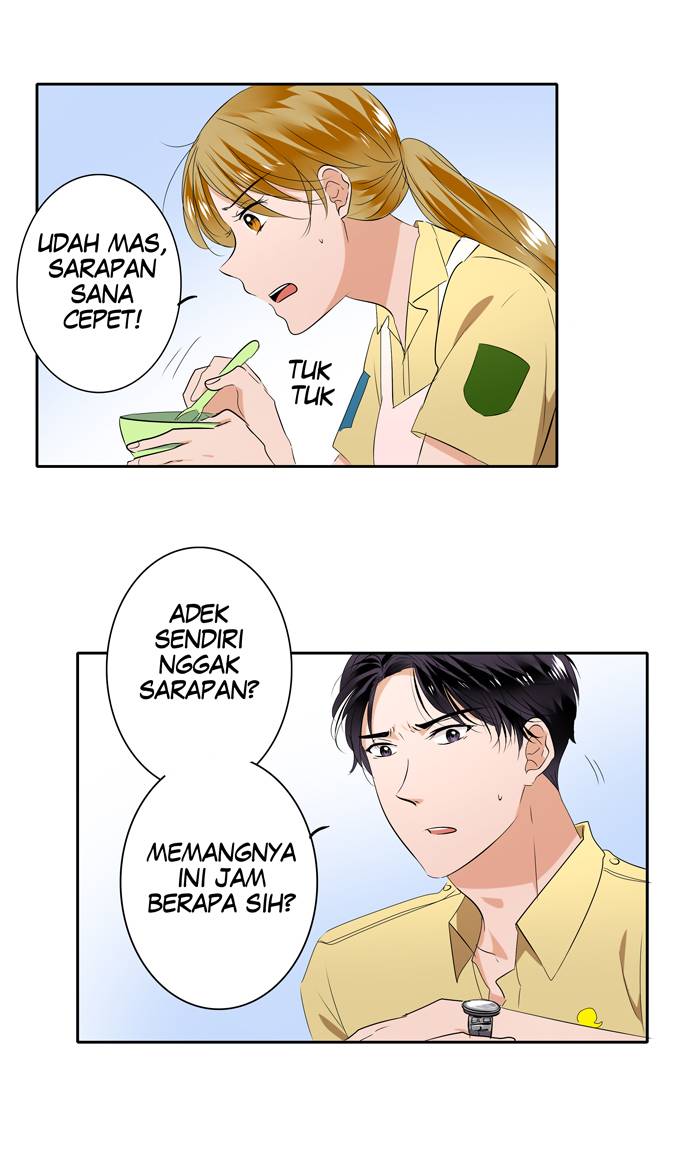 UDAH MAS,
SARAPAN
SANA
CEPET!
TUK
TUK
ADEK
SENDIRI
NGGAK
SARAPAN?
MEMANGNYA
INI JAM
BERAPA SIH?